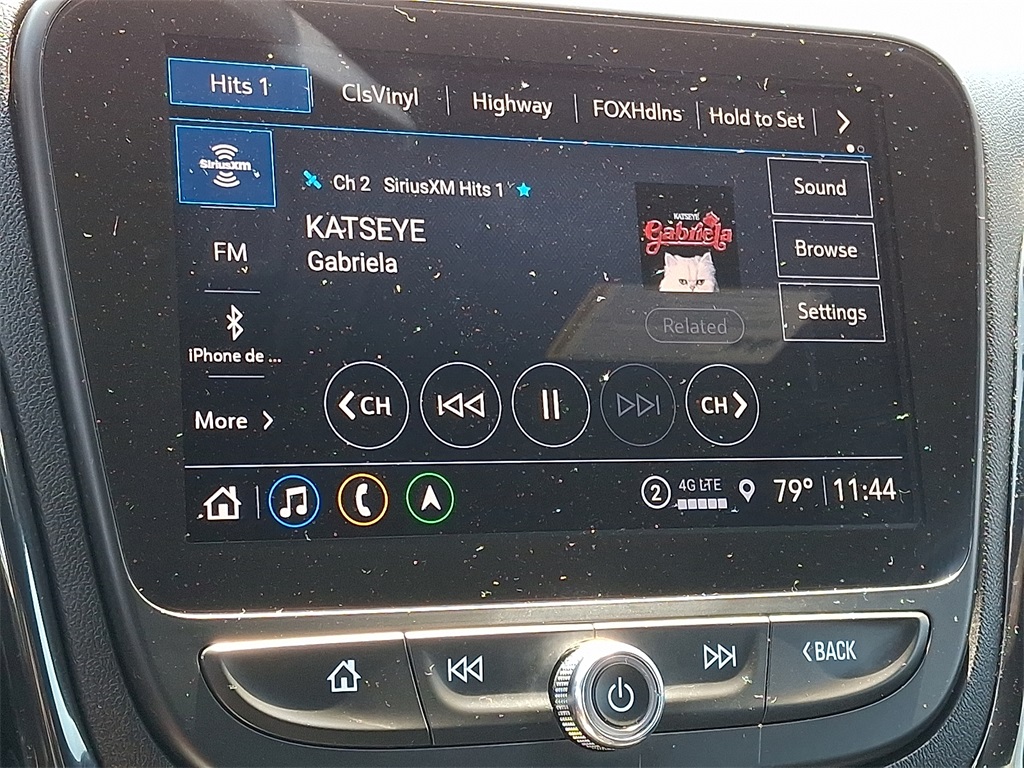 Hits 1
ClsVinyl
Highway
FOXHdlns
Hold to Set
SiriusXM
Ch 2 SiriusXM Hits 1
Sound
KATSEYE
Gabriela
KATSEYE
Gabriela
FM
Browse
Related
Settings
iPhone de ...
More
CH
CH
2
4G LTE
79°
11:44
BACK